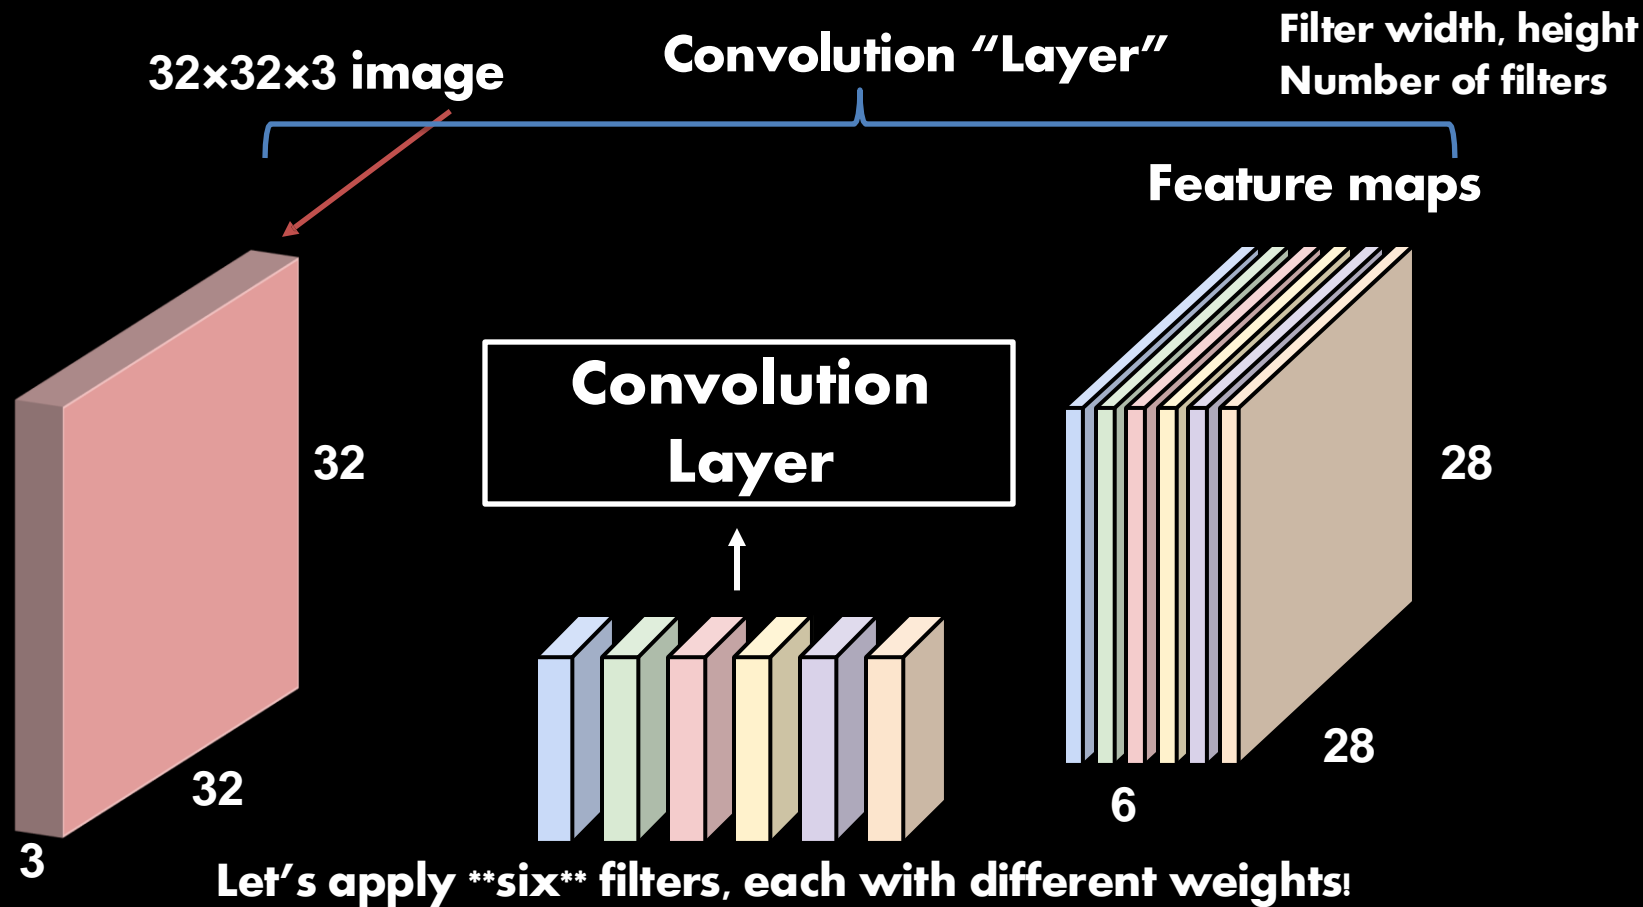 32×32×3 image
Convolution “Layer”
Filter width, height
Number of filters
Feature maps
Convolution
Layer
32
32
3
28
28
6
Let’s apply **six** filters, each with different weights!